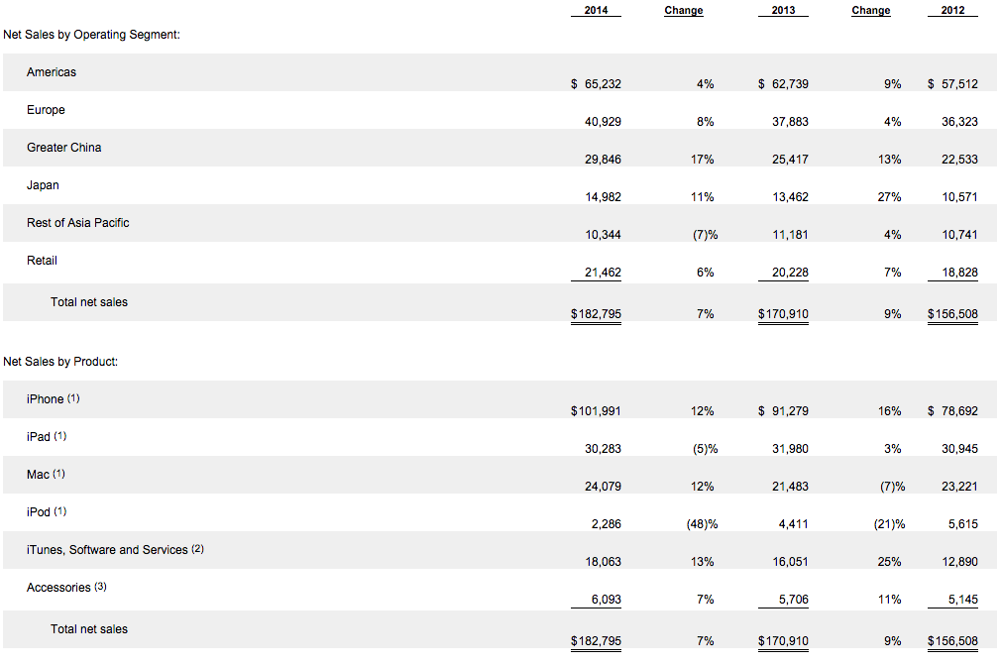 2014 Change 2013 Change 2012
Net Sales by Operating Segment:
Americas $ 65,232 4% $ 62,739 9% $ 57,512
Europe 40,929 8% 37,883 4% 36,323
Greater China 29,846 17% 25,417 13% 22,533
Japan 14,982 11% 13,462 27% 10,571
Rest of Asia Pacific 10,344 (7)% 11,181 4% 10,741
Retail 21,462 6% 20,228 7% 18,828
Total net sales $182,795 7% $170,910 9% $156,508
Net Sales by Product:
iPhone (1) $101,991 12% $ 91,279 16% $ 78,692
iPad (1) 30,283 (5)% 31,980 3% 30,945
Mac (1) 24,079 12% 21,483 (7)% 23,221
iPod (1) 2,286 (48)% 4,411 (21)% 5,615
iTunes, Software and Services (2) 18,063 13% 16,051 25% 12,890
Accessories (3) 6,093 7% 5,706 11% 5,145
Total net sales $182,795 7% $170,910 9% $156,508